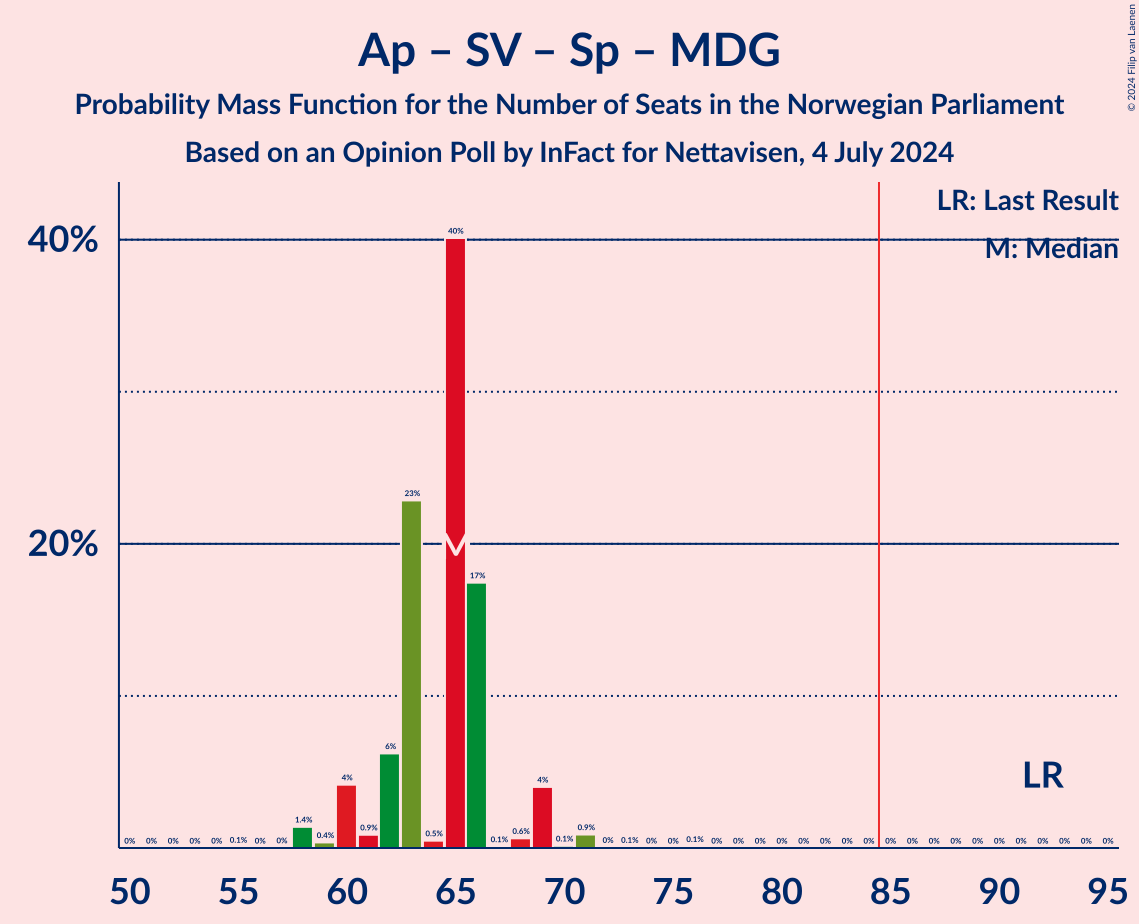 Ap – SV – Sp – MDG
Probability Mass Function for the Number of Seats in the Norwegian Parliament
Based on an Opinion Poll by InFact for Nettavisen, 4 July 2024
© 2024 Filip van Laenen
LR: Last Result
M: Median
40%
20%
0% 0% 0% 0% 0% 0.1% 0% 0% 1.4% 0.4% 4% 0.9% 6% 23% 0.5% 40% 17% 0.1% 0.6% 4% 0.1% 0.9% 0% 0.1% 0% 0% 0.1% 0% 0% 0% 0% 0% 0% 0% 0% 0% 0% 0% 0% 0% 0% 0% 0% 0% 0% 0%
LR
50 55 60 65 70 75 80 85 90 95